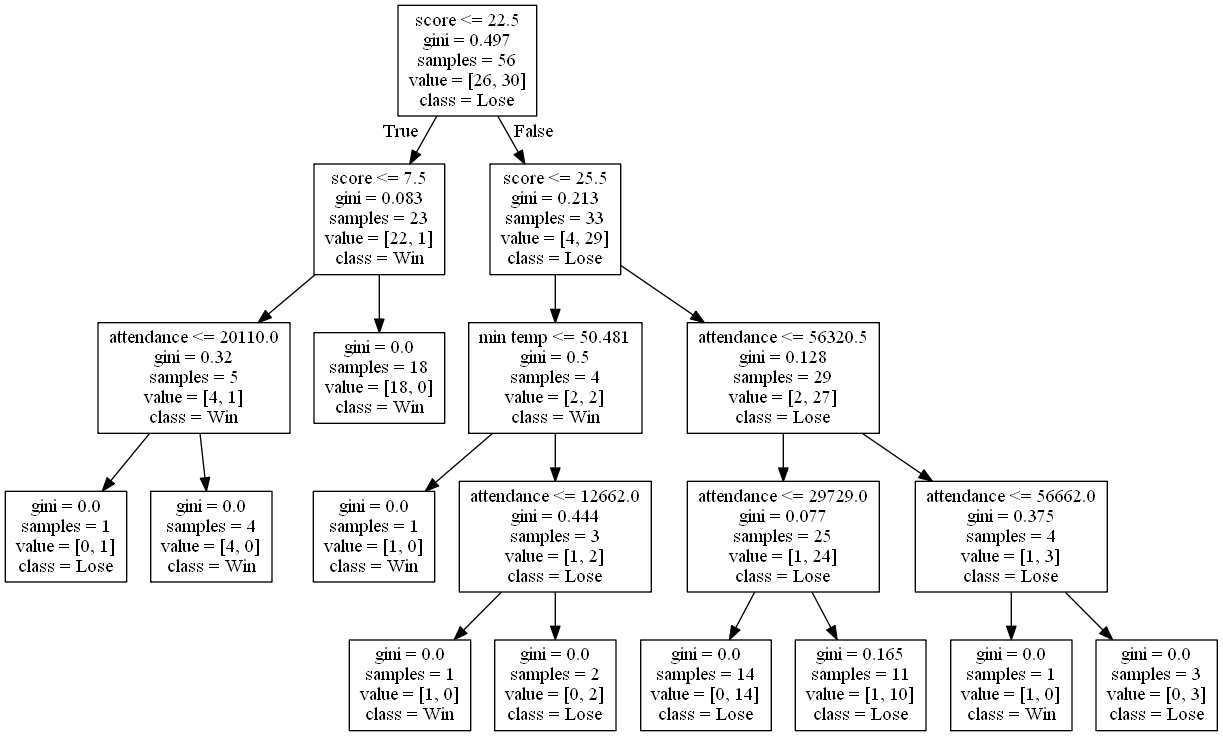 score <= 22.5
gini = 0.497
samples = 56
value = [26, 30]
class = Lose
True
False
score <= 7.5
gini = 0.083
samples = 23
value = [22, 1]
class = Win
score <= 25.5
gini = 0.213
samples = 33
value = [4, 29]
class = Lose
attendance <= 20110.0
gini = 0.32
samples = 5
value = [4, 1]
class = Win
gini = 0.0
samples = 18
value = [18, 0]
class = Win
min temp <= 50.481
gini = 0.5
samples = 4
value = [2, 2]
class = Win
attendance <= 56320.5
gini = 0.128
samples = 29
value = [2, 27]
class = Lose
gini = 0.0
samples = 1
value = [0, 1]
class = Lose
gini = 0.0
samples = 4
value = [4, 0]
class = Win
gini = 0.0
samples = 1
value = [1, 0]
class = Win
attendance <= 12662.0
gini = 0.444
samples = 3
value = [1, 2]
class = Lose
attendance <= 29729.0
gini = 0.077
samples = 25
value = [1, 24]
class = Lose
attendance <= 56662.0
gini = 0.375
samples = 4
value = [1, 3]
class = Lose
gini = 0.0
samples = 1
value = [1, 0]
class = Win
gini = 0.0
samples = 2
value = [0, 2]
class = Lose
gini = 0.0
samples = 14
value = [0, 14]
class = Lose
gini = 0.165
samples = 11
value = [1, 10]
class = Lose
gini = 0.0
samples = 1
value = [1, 0]
class = Win
gini = 0.0
samples = 3
value = [0, 3]
class = Lose